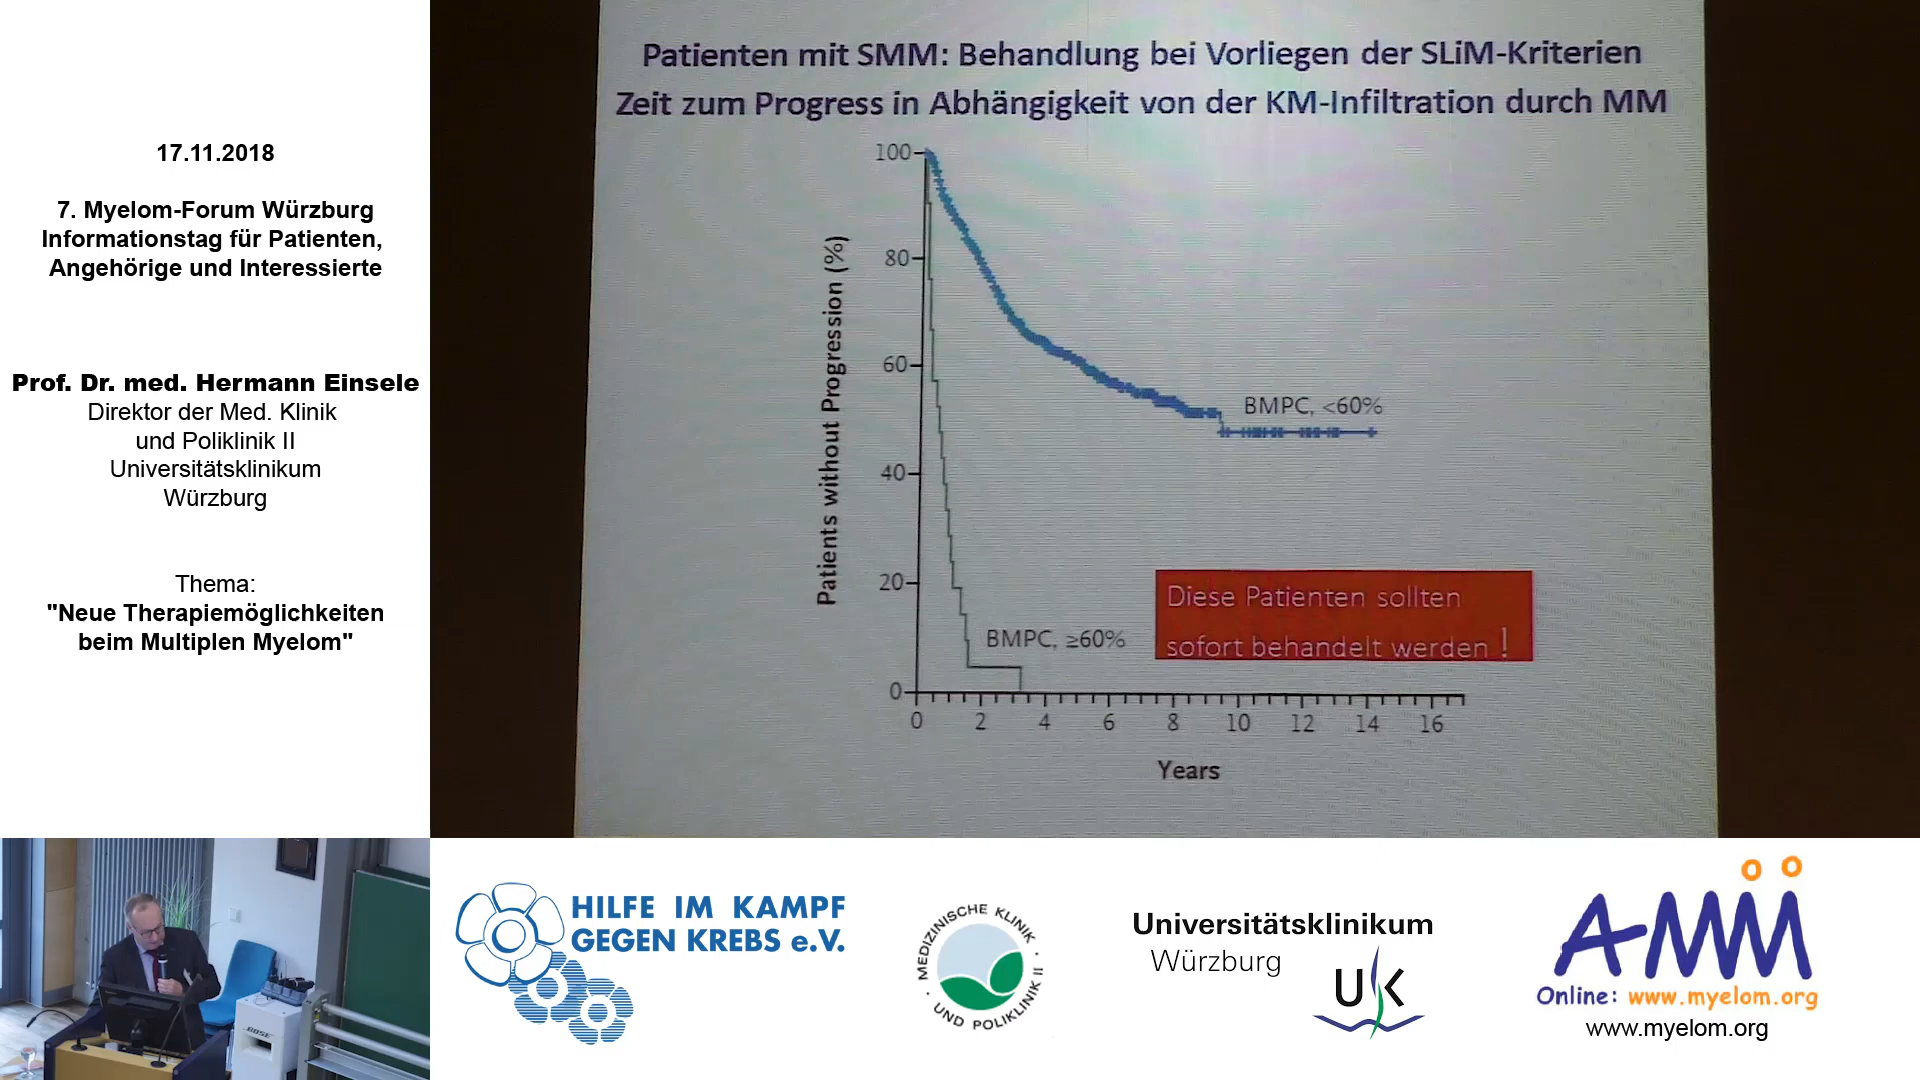 17.11.2018
7. Myelom-Forum Würzburg
Informationstag für Patienten,
Angehörige und Interessierte
Prof. Dr. med. Hermann Einsele
Direktor der Med. Klinik
und Poliklinik II
Universitätsklinikum
Würzburg
Thema:
"Neue Therapiemöglichkeiten
beim Multiplen Myelom"
Patienten mit SMM: Behandlung bei Vorliegen der SLiM-Kriterien
Zeit zum Progress in Abhängigkeit von der KM-Infiltration durch MM
Patients without Progression (%)
100
80
60
40
20
0
BMPC, <60%
BMPC, ≥60%
Diese Patienten sollten
sofort behandelt werden !
0 2 4 6 8 10 12 14 16
Years
BOSE
HILFE IM KAMPF
GEGEN KREBS e.V.
MEDIZINISCHE KLINIK
UND POLIKLINIK II
Universitätsklinikum
Würzburg
UK
AMM
Online: www.myelom.org
www.myelom.org